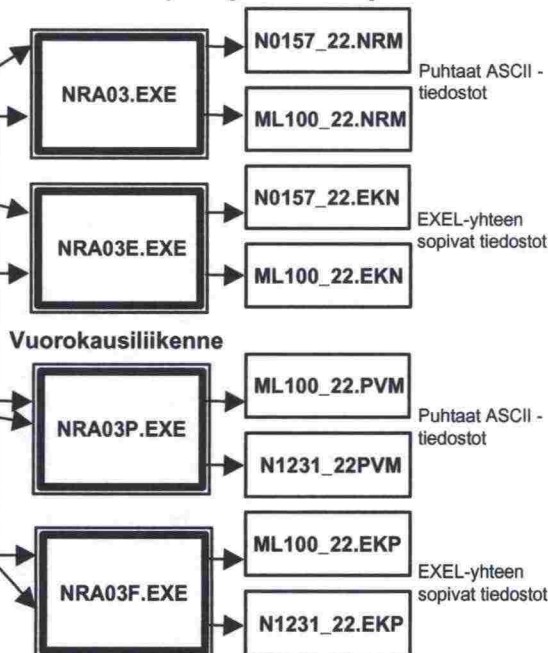 NRA03.EXE
N0157_22.NRM
ML100_22.NRM
Puhtaat ASCII -
tiedostot
NRA03E.EXE
N0157_22.EKN
ML100_22.EKN
EXEL-yhteen
sopivat tiedostot
Vuorokausiliikenne
NRA03P.EXE
ML100_22.PVM
N1231_22PVM
Puhtaat ASCII -
tiedostot
NRA03F.EXE
ML100_22.EKP
N1231_22.EKP
EXEL-yhteen
sopivat tiedostot